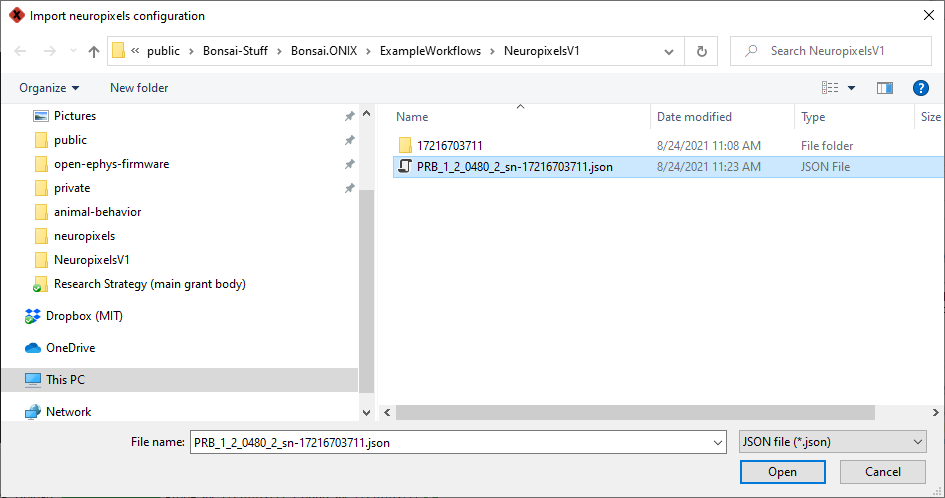 Import neuropixels configuration
« public > Bonsai-Stuff > Bonsai.ONIX > ExampleWorkflows > NeuropixelsV1
Search NeuropixelsV1
Organize
New folder
?
Pictures
public
open-ephys-firmware
private
animal-behavior
neuropixels
NeuropixelsV1
Research Strategy (main grant body)
Dropbox (MIT)
OneDrive
This PC
Network
Name Date modified Type Size
17216703711 8/24/2021 11:08 AM File folder
PRB_1_2_0480_2_sn-17216703711.json 8/24/2021 11:23 AM JSON File
File name: PRB_1_2_0480_2_sn-17216703711.json JSON file (*.json)
Open Cancel